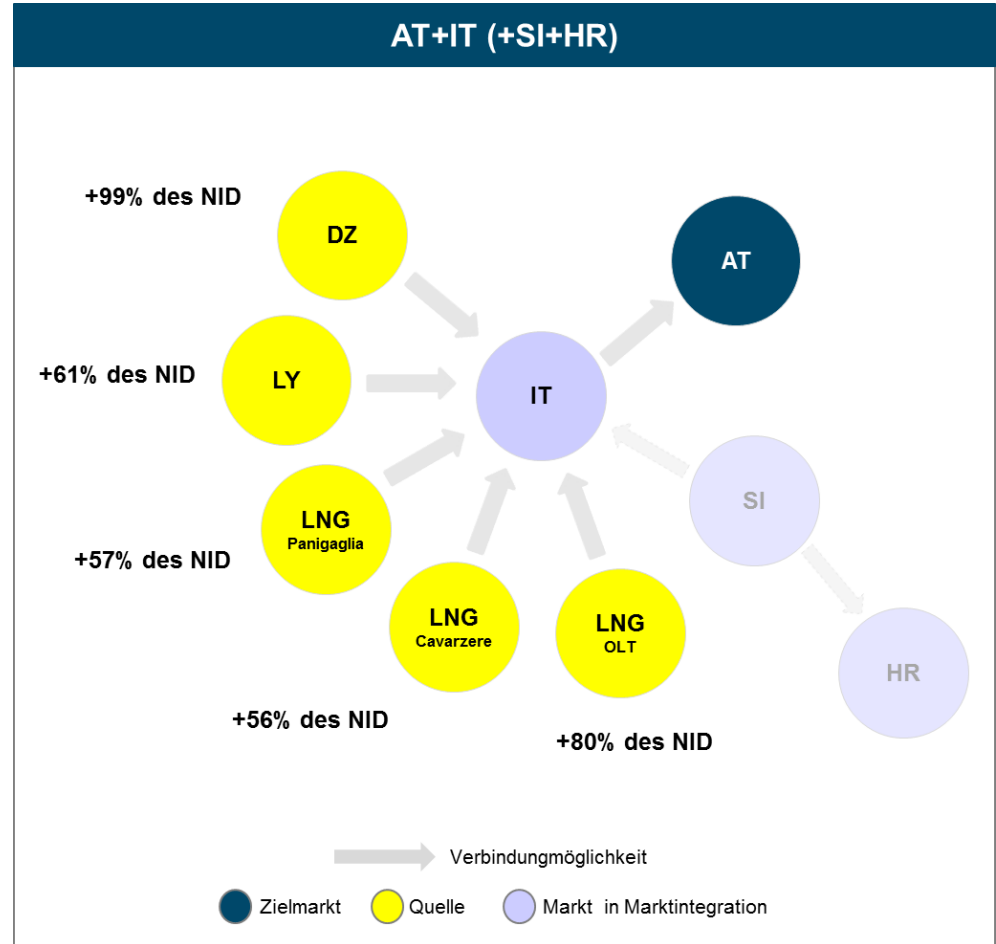 AT+IT (+SI+HR)
+99% des NID
DZ
AT
+61% des NID
LY
IT
LNG
Panigaglia
+57% des NID
SI
LNG
Cavarzere
LNG
OLT
HR
+56% des NID
+80% des NID
Verbindungmöglichkeit
Zielmarkt
Quelle
Markt in Marktintegration